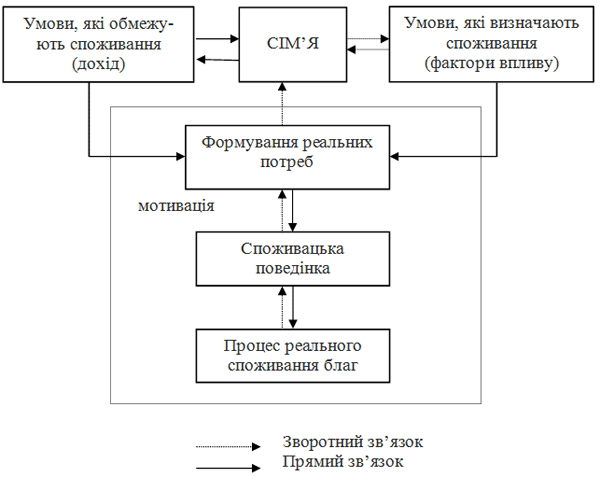 Умови, які обмежу-
ють споживання
(дохід)
СІМ’Я
Умови, які визначають
споживання
(фактори впливу)
Формування реальних
потреб
мотивація
Споживацька
поведінка
Процес реального
споживання благ
Зворотний зв’язок
Прямий зв’язок